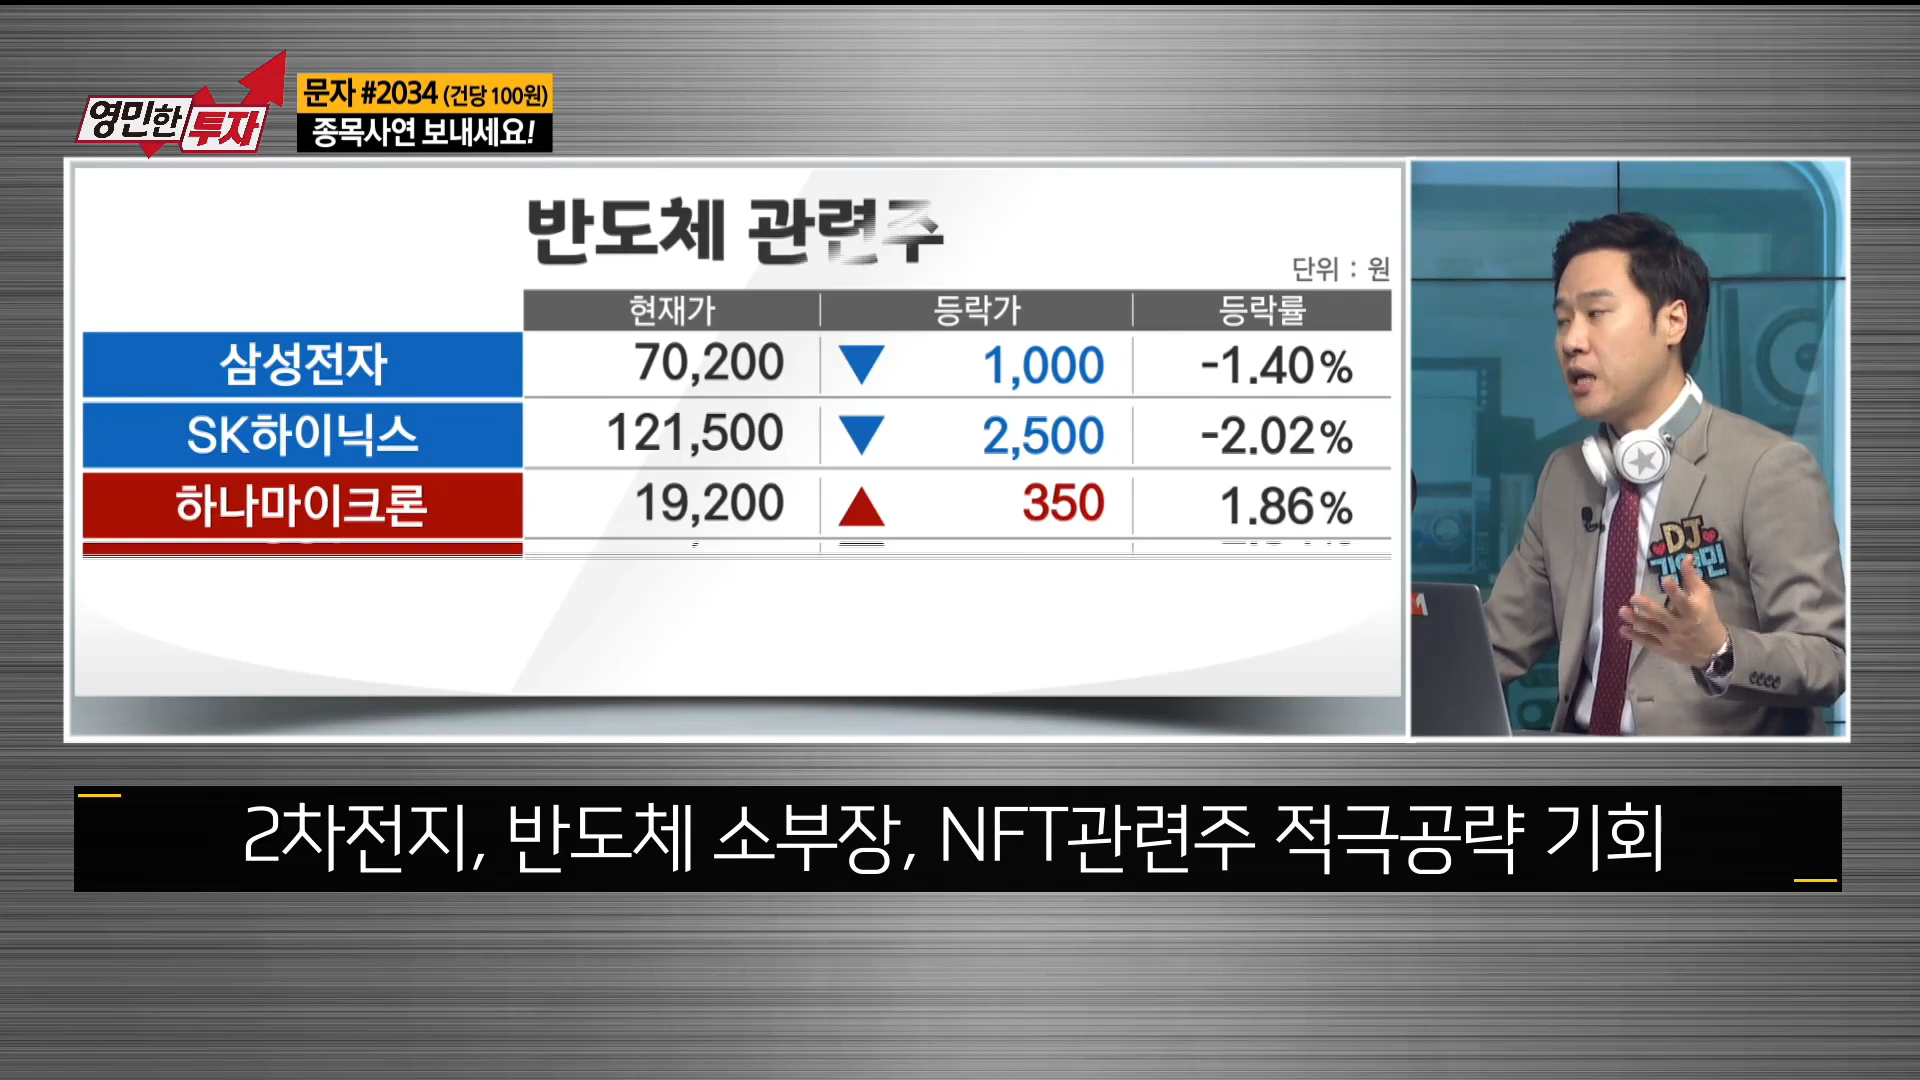 영민한 투자
문자 #2034 (건당 100원)
종목사연 보내세요!
반도체 관련주
단위 : 원
현재가 등락가 등락률
삼성전자 70,200 ▼ 1,000 -1.40%
SK하이닉스 121,500 ▼ 2,500 -2.02%
하나마이크론 19,200 ▲ 350 1.86%
DJ
김영민
2차전지, 반도체 소부장, NFT관련주 적극공략 기회